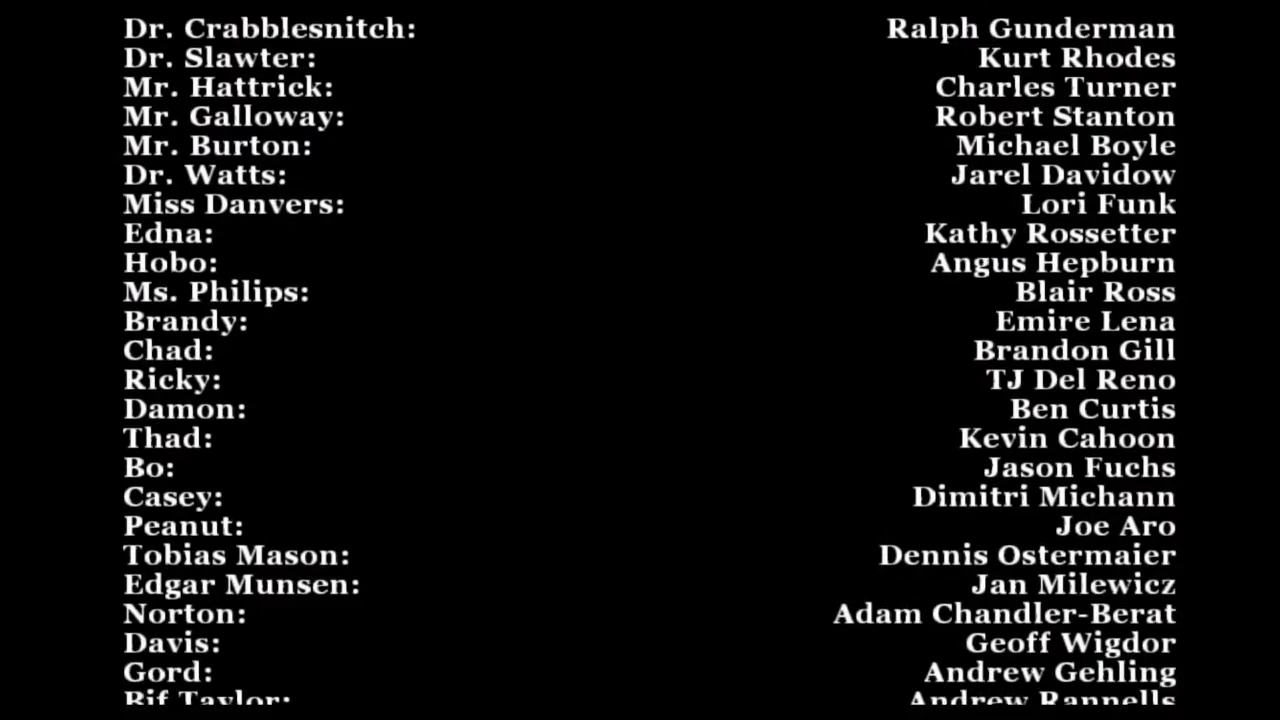 Dr. Crabblesnitch: Ralph Gunderman
Dr. Slawter: Kurt Rhodes
Mr. Hattrick: Charles Turner
Mr. Galloway: Robert Stanton
Mr. Burton: Michael Boyle
Dr. Watts: Jarel Davidow
Miss Danvers: Lori Funk
Edna: Kathy Rossetter
Hobo: Angus Hepburn
Ms. Philips: Blair Ross
Brandy: Emire Lena
Chad: Brandon Gill
Ricky: TJ Del Reno
Damon: Ben Curtis
Thad: Kevin Cahoon
Bo: Jason Fuchs
Casey: Dimitri Michann
Peanut: Joe Aro
Tobias Mason: Dennis Ostermaier
Edgar Munsen: Jan Milewicz
Norton: Adam Chandler-Berat
Davis: Geoff Wigdor
Gord: Andrew Gehling
Bif Taylor: Andrew Rannells